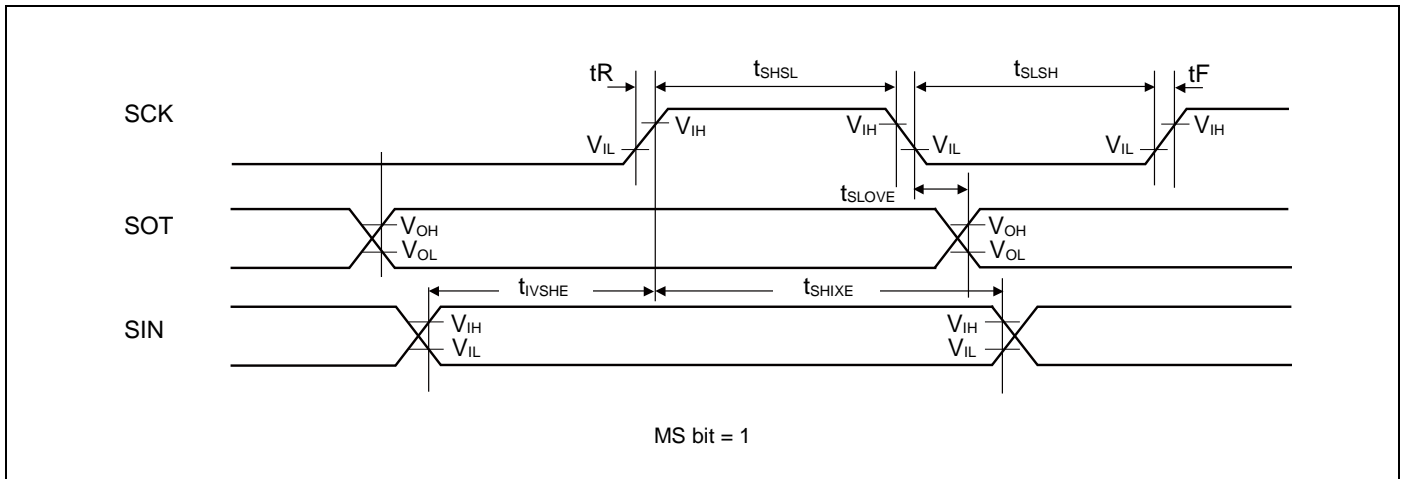 tR tSHSL tSLSH tF
SCK
VIH VIH VIH
VIL VIL VIL
tSLOVE
SOT
VOH VOH
VOL VOL
tIVSHE tSHIXE
SIN
VIH VIH
VIL VIL
MS bit = 1